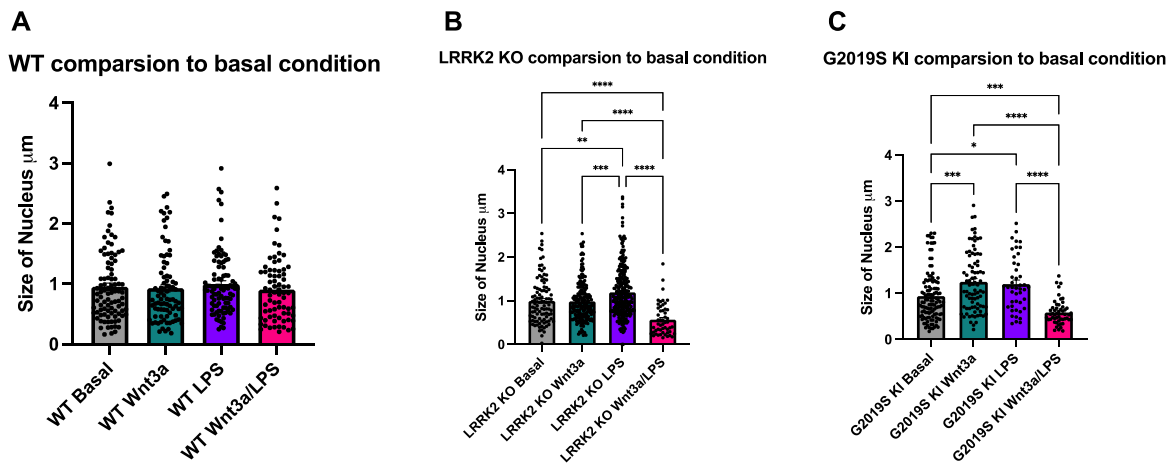 A
WT comparsion to basal condition
Size of Nucleus μm
4
3
2
1
0
WT Basal
WT Wnt3a
WT LPS
WT Wnt3a/LPS
B
LRRK2 KO comparsion to basal condition
****
****
**
***
****
Size of Nucleus μm
4
3
2
1
0
LRRK2 KO Basal
LRRK2 KO Wnt3a
LRRK2 KO LPS
LRRK2 KO Wnt3a/LPS
C
G2019S KI comparsion to basal condition
***
****
*
***
****
Size of Nucleus μm
4
3
2
1
0
G2019S KI Basal
G2019S KI Wnt3a
G2019S KI LPS
G2019S KI Wnt3a/LPS